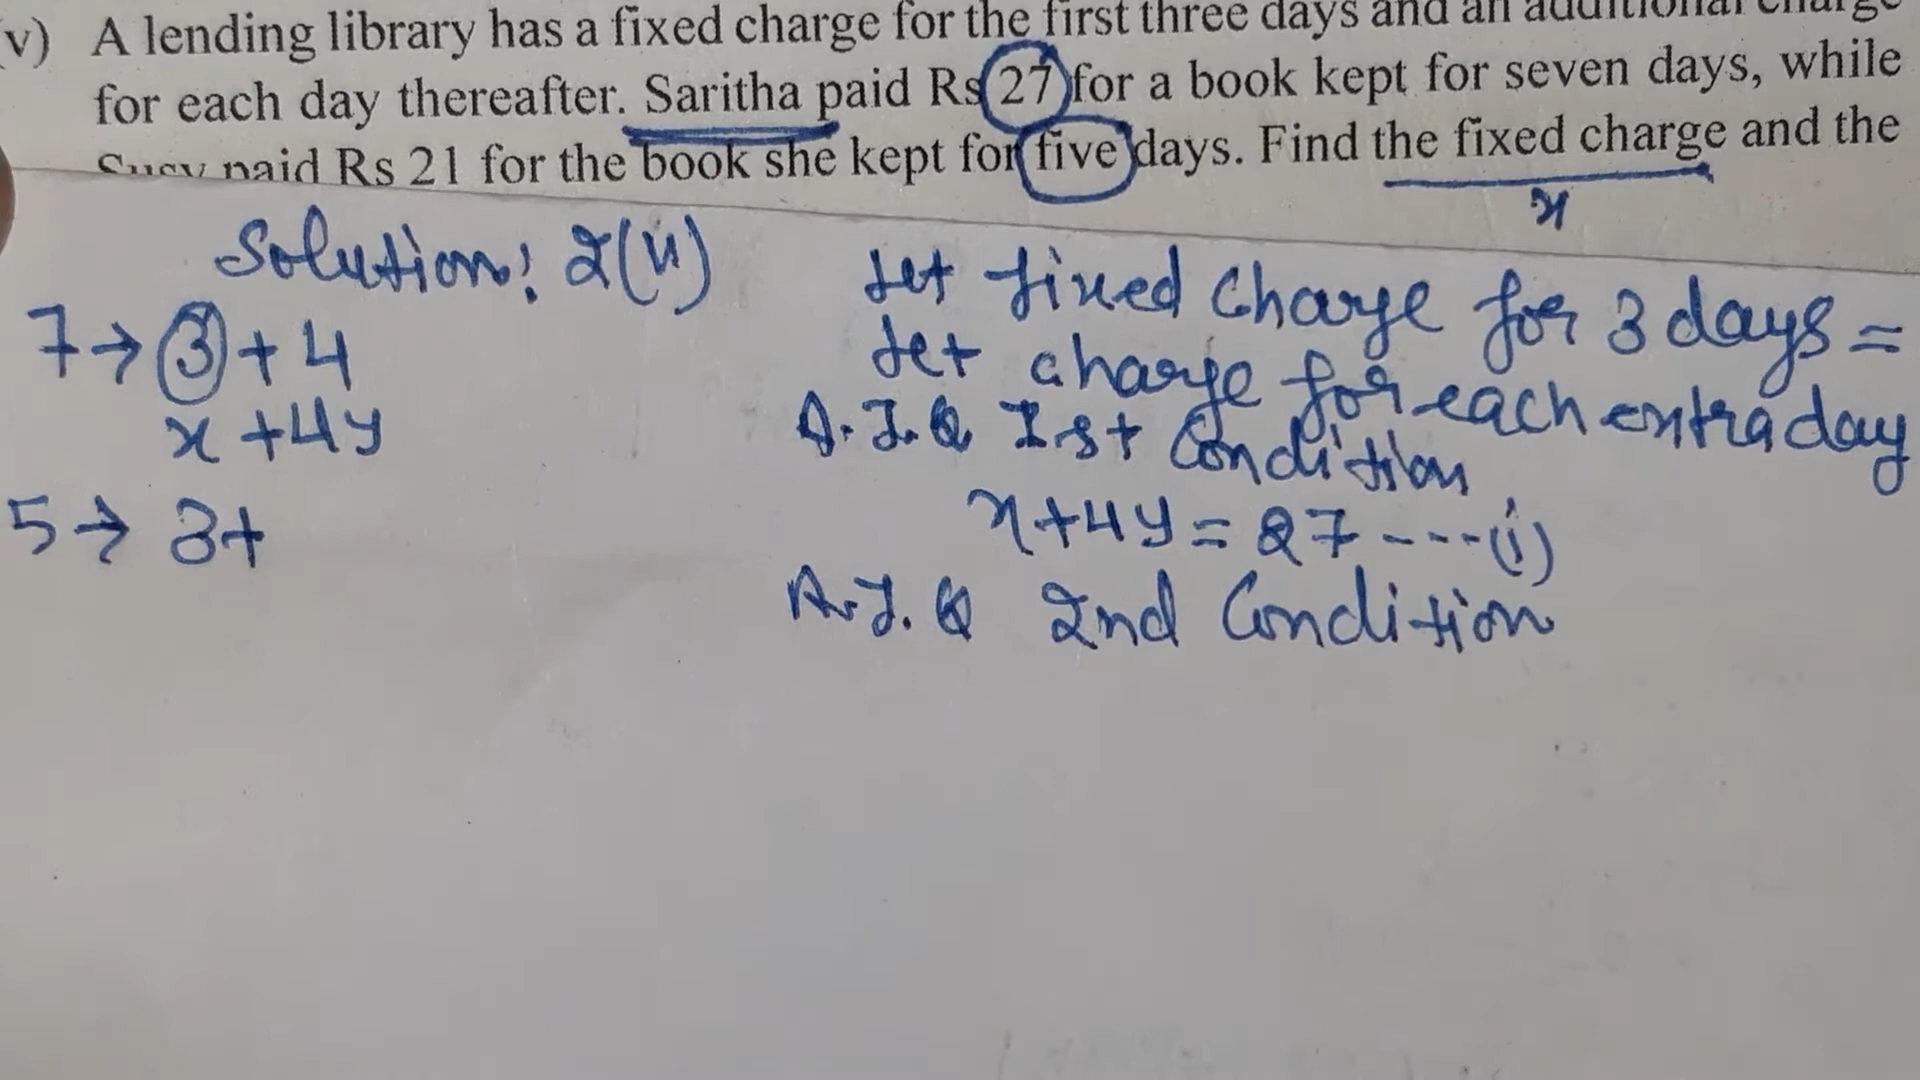 v) A lending library has a fixed charge for the first three days and an additional charge
for each day thereafter. Saritha paid Rs 27 for a book kept for seven days, while
Susy paid Rs 21 for the book she kept for five days. Find the fixed charge and the
x
Solution: 2(v)
7→ 3 + 4
x + 4y
5→ 3+
Let fixed charge for 3 days =
Let charge for each extra day
A.T.Q Ist Condition
x+4y = 27 ----(i)
A.T.Q 2nd Condition